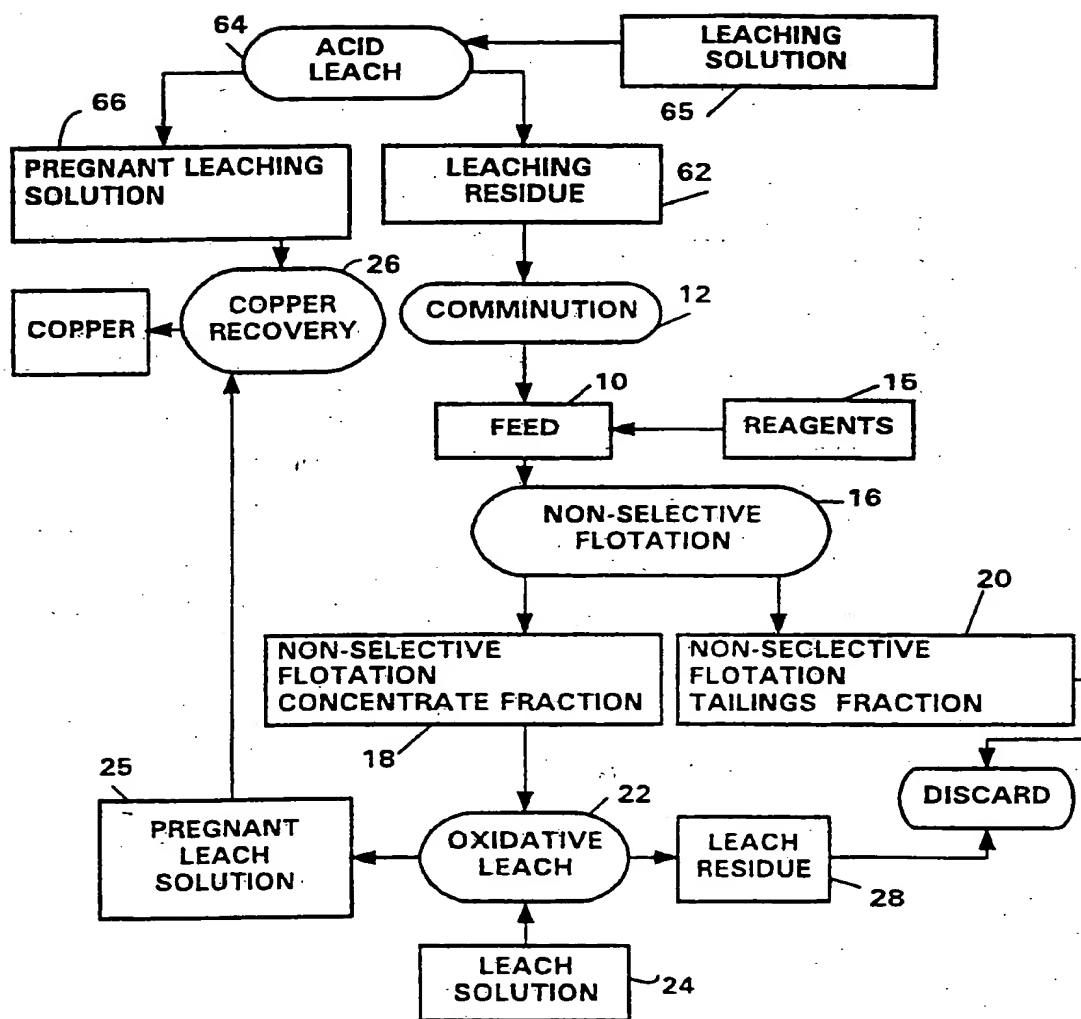 64
ACID
LEACH
LEACHING
SOLUTION
65
66
PREGNANT LEACHING
SOLUTION
LEACHING
RESIDUE
62
26
COPPER
COPPER
RECOVERY
COMMINUTION
12
10
FEED
15
REAGENTS
NON-SELECTIVE
FLOTATION
16
20
NON-SELECTIVE
FLOTATION
CONCENTRATE FRACTION
18
NON-SECLECTIVE
FLOTATION
TAILINGS FRACTION
DISCARD
25
PREGNANT
LEACH
SOLUTION
22
OXIDATIVE
LEACH
LEACH
RESIDUE
28
LEACH
SOLUTION
24